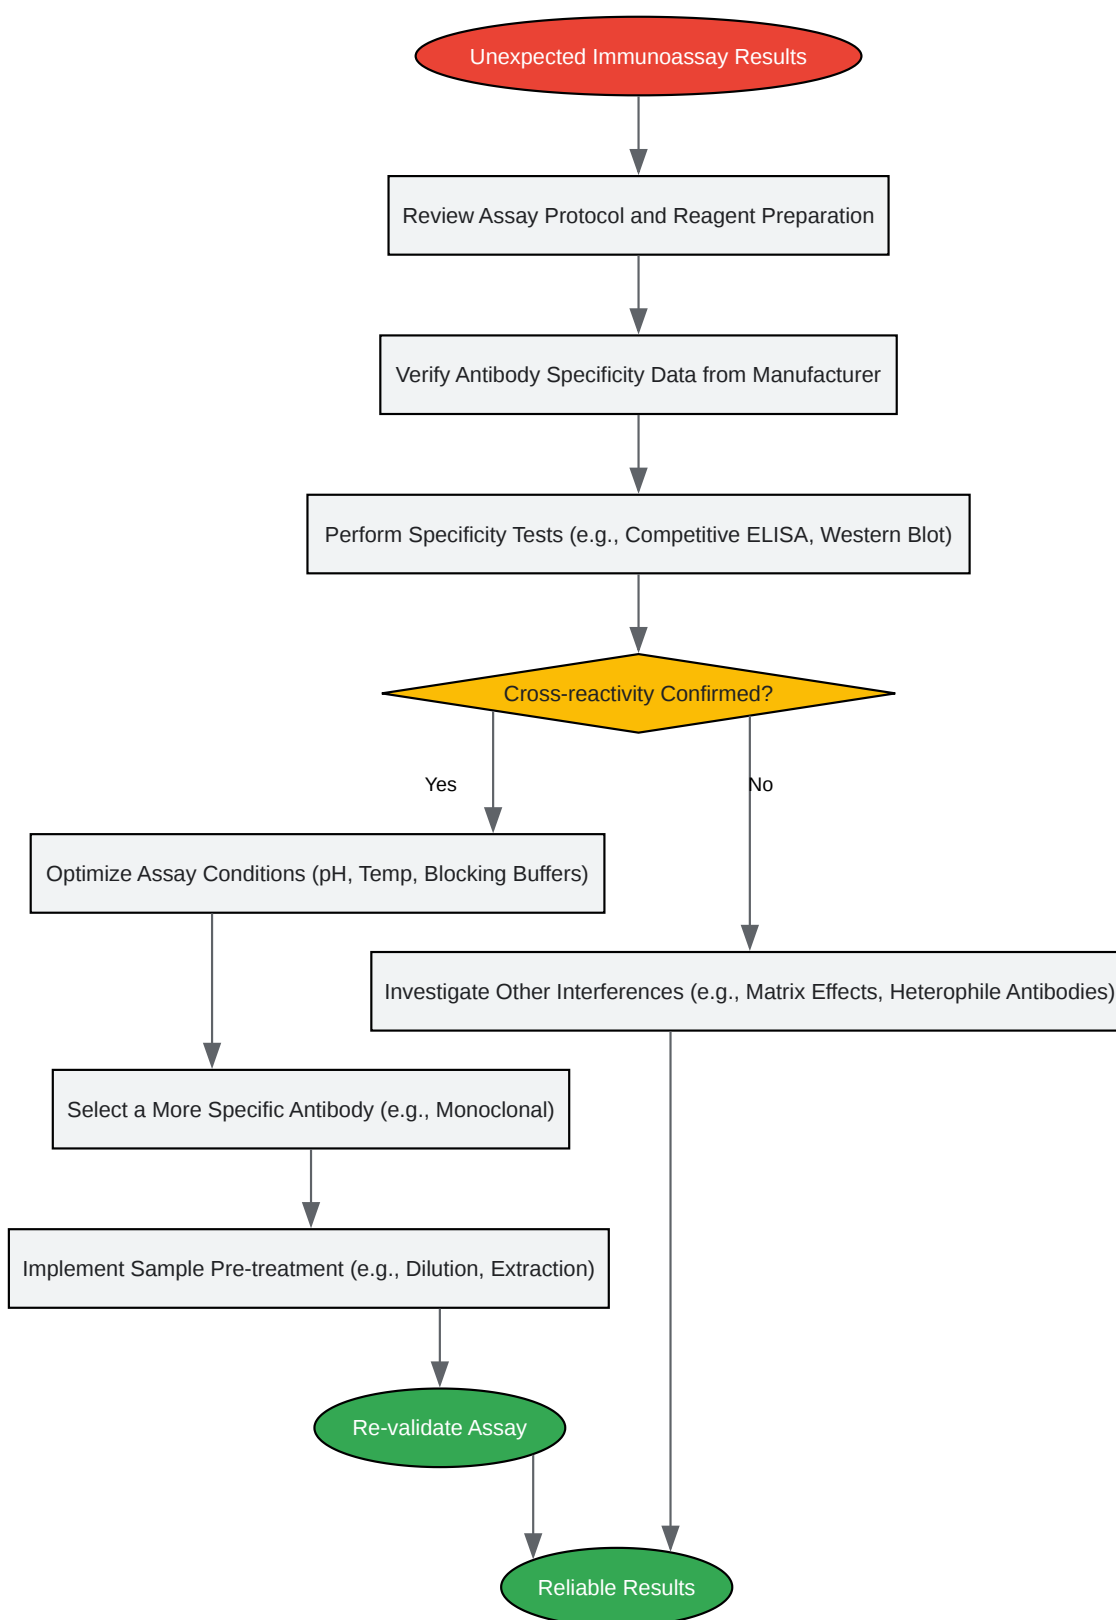 Unexpected Immunoassay Results
Review Assay Protocol and Reagent Preparation
Verify Antibody Specificity Data from Manufacturer
Perform Specificity Tests (e.g., Competitive ELISA, Western Blot)
Cross-reactivity Confirmed?
Yes
No
Optimize Assay Conditions (pH, Temp, Blocking Buffers)
Investigate Other Interferences (e.g., Matrix Effects, Heterophile Antibodies)
Select a More Specific Antibody (e.g., Monoclonal)
Implement Sample Pre-treatment (e.g., Dilution, Extraction)
Re-validate Assay
Reliable Results